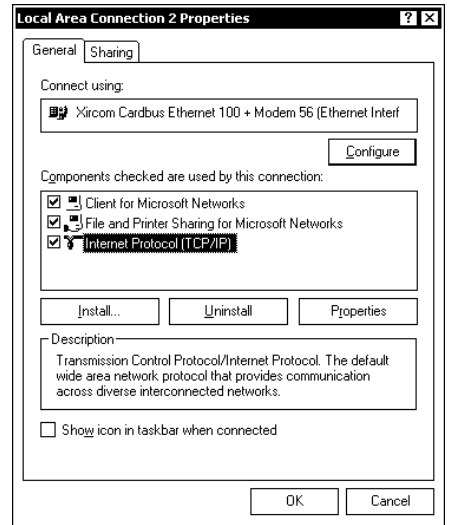 Local Area Connection 2 Properties
General
Sharing
Connect using:
Xircom Cardbus Ethernet 100 + Modem 56 (Ethernet Interf
Configure
Components checked are used by this connection:
Client for Microsoft Networks
File and Printer Sharing for Microsoft Networks
Internet Protocol (TCP/IP)
Install...
Uninstall
Properties
Description
Transmission Control Protocol/Internet Protocol. The default
wide area network protocol that provides communication
across diverse interconnected networks.
Show icon in taskbar when connected
OK
Cancel